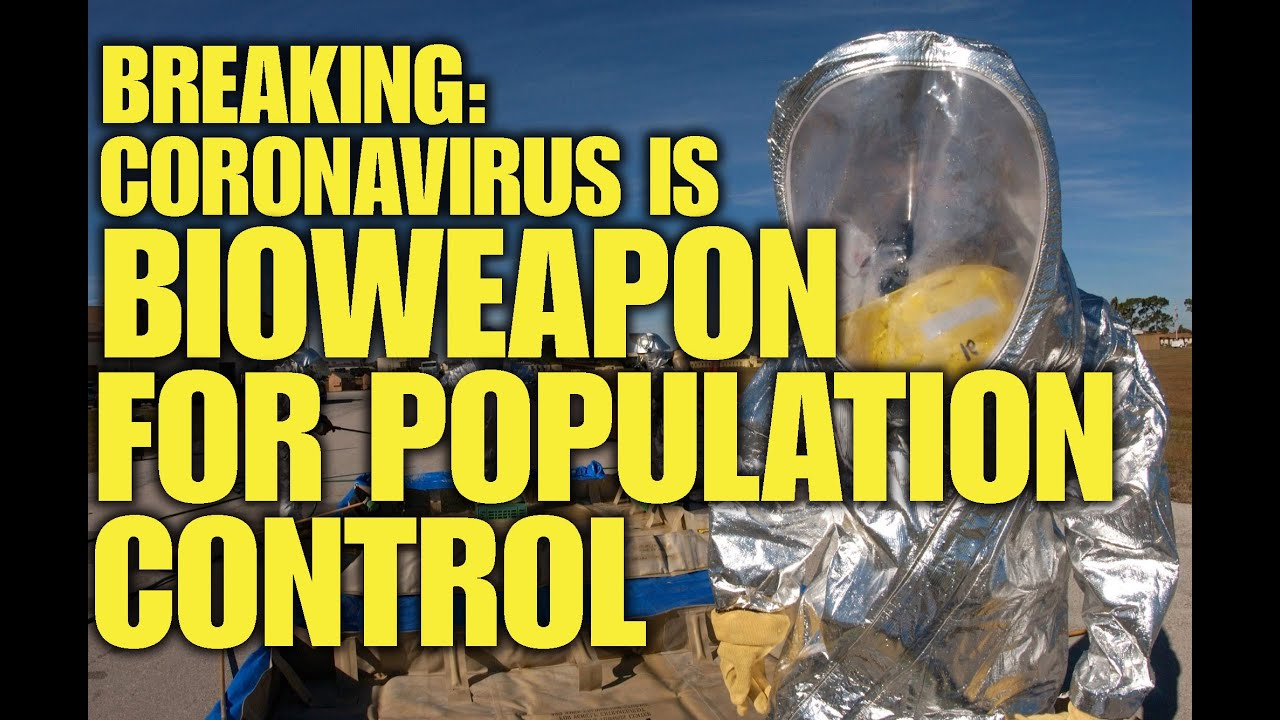 BREAKING:
CORONAVIRUS IS
BIOWEAPON
FOR POPULATION
CONTROL